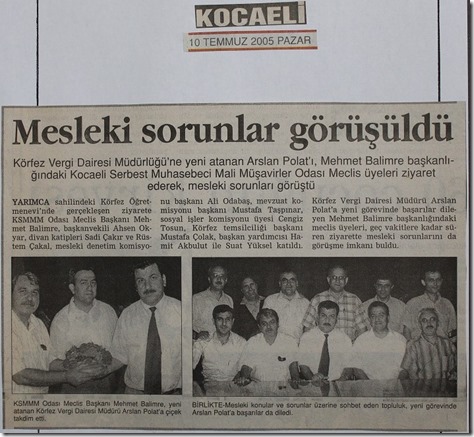 KOCAELİ
10 TEMMUZ 2005 PAZAR
Mesleki sorunlar görüşüldü
Körfez Vergi Dairesi Müdürlüğü'ne yeni atanan Arslan Polat'ı, Mehmet Balimre başkanlı-
ğındaki Kocaeli Serbest Muhasebeci Mali Müşavirler Odası Meclis üyeleri ziyaret
ederek, mesleki sorunları görüştü
YARIMCA sahilindeki Körfez Öğret-
menevi'nde gerçekleşen ziyarete
KSMMM Odası Meclis Başkanı Meh-
met Balimre, başkanvekili Ahsen Ok-
yar, divan katipleri Sadi Çakır ve Rüs-
tem Çakal, mesleki denetim komisyo-
nu başkanı Ali Odabaş, mevzuat ko-
misyonu başkanı Mustafa Taşpınar,
sosyal işler komisyon üyesi Cengiz
Tosun, Körfez temsilciliği başkanı
Mustafa Çolak, başkan yardımcısı Ha-
mit Akbulut ile Suat Yüksel katıldı.
Körfez Vergi Dairesi Müdürü Arslan
Polat'a yeni görevinde başarılar dile-
yen Mehmet Balimre başkanlığındaki
meclis üyeleri, geç vakitlere kadar sü-
ren ziyarette mesleki sorunlarını da
görüşme imkanı buldu.
KSMMM Odası Meclis Başkanı Mehmet Balimre, yeni
atanan Körfez Vergi Dairesi Müdürü Arslan Polat'a çiçek
takdim etti.
BİRLİKTE-Mesleki konular ve sorunlar üzerine sohbet eden topluluk, yeni görevinde
Arslan Polat'a başarılar da diledi.